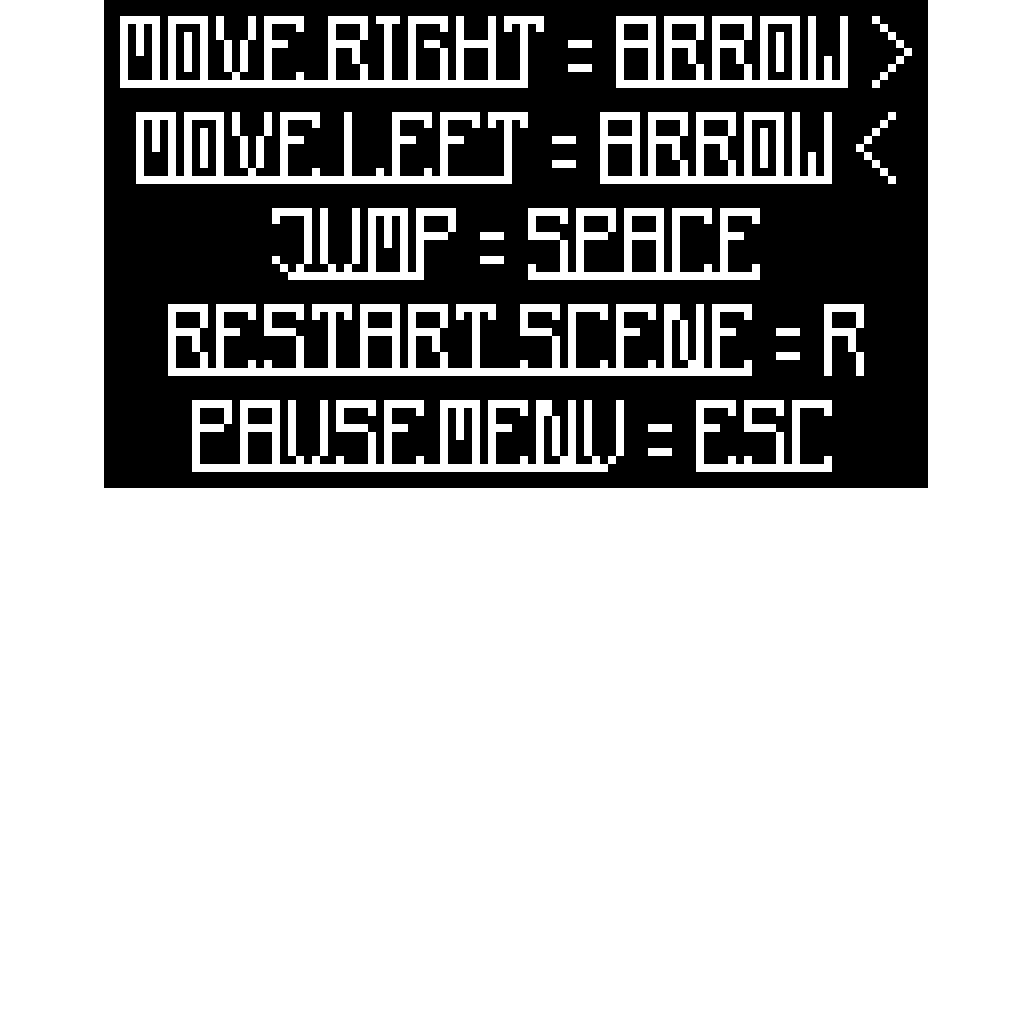 MOVE RIGHT = ARROW >
MOVE LEFT = ARROW <
JUMP = SPACE
RESTART SCENE = R
PAUSE MENU = ESC